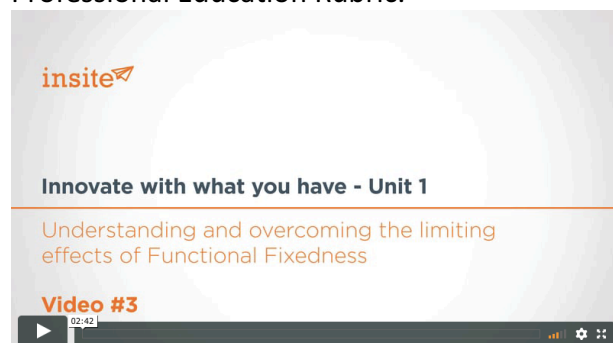 Professional Education Rubric.
insite
Innovate with what you have - Unit 1
Understanding and overcoming the limiting
effects of Functional Fixedness
Video #3
02:42